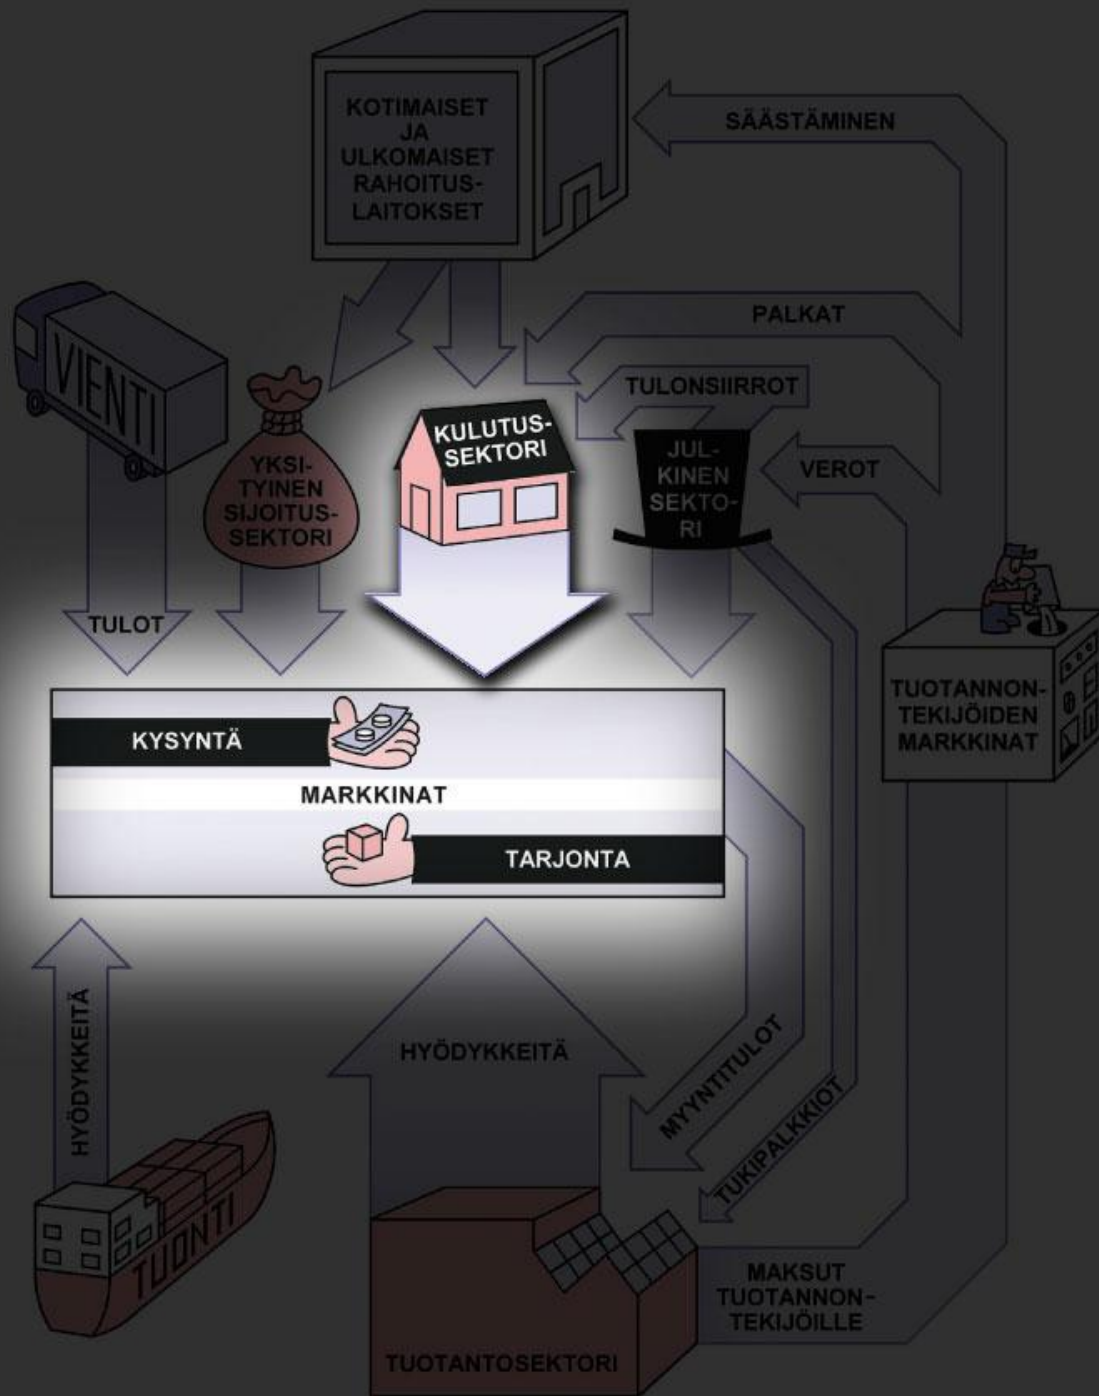 KOTIMAISET
JA
ULKOMAISET
RAHOITUS-
LAITOKSET
SÄÄSTÄMINEN
PALKAT
VIENTI
TULONSIIRROT
KULUTUS-
SEKTORI
YKSI-
TYINEN
SIJOITUS-
SEKTORI
JUL-
KINEN
SEKTO-
RI
VEROT
TULOT
TUOTANNON-
TEKIJÖIDEN
MARKKINAT
KYSYNTÄ
MARKKINAT
TARJONTA
HYÖDYKKEITÄ
HYÖDYKKEITÄ
MYYNTITULOT
TUKIPALKKIOT
TUONTI
MAKSUT
TUOTANNON-
TEKIJÖILLE
TUOTANTOSEKTORI